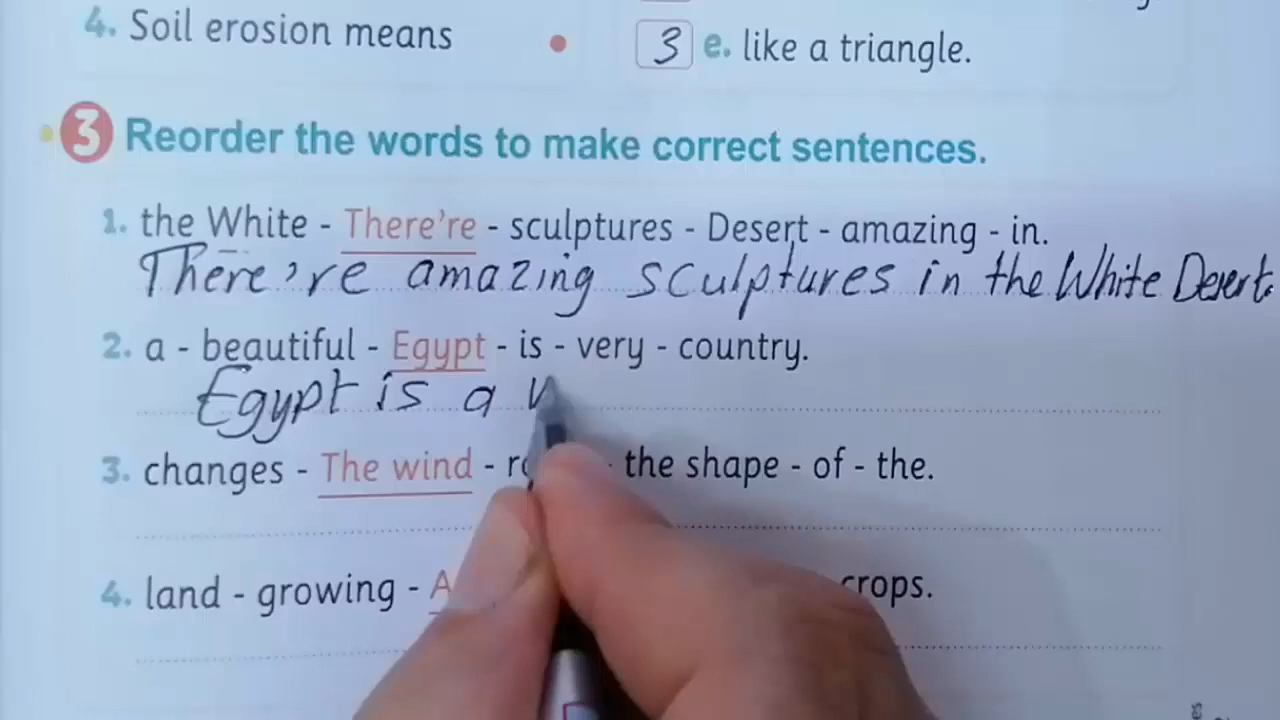 4. Soil erosion means
3 e. like a triangle.
3 Reorder the words to make correct sentences.
1. the White - There're - sculptures - Desert - amazing - in.
There're amazing sculptures in the White Desert.
2. a - beautiful - Egypt - is - very - country.
Egypt is a v
3. changes - The wind - the shape - of - the.
4. land - growing - crops.